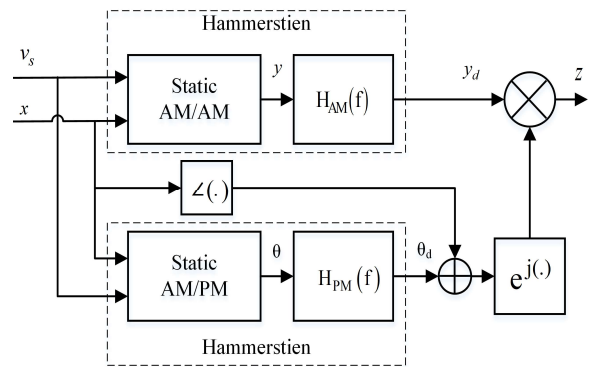 Hammerstien
v_s
x
Static
AM/AM
y
H_AM(f)
y_d
z
∠(.)
Static
AM/PM
θ
H_PM(f)
θ_d
e^j(.)
Hammerstien